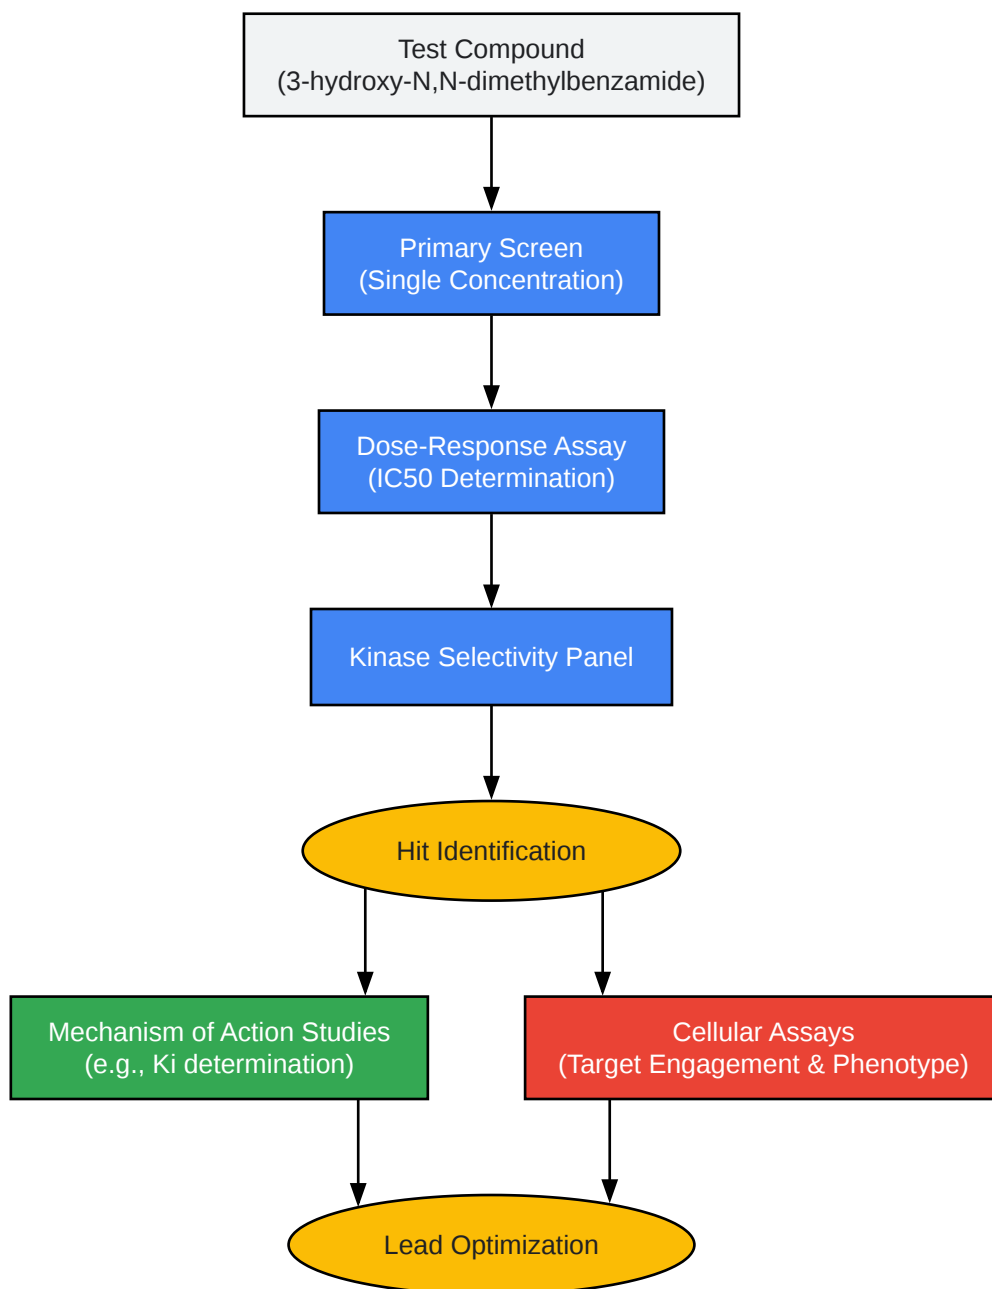 Test Compound
(3-hydroxy-N,N-dimethylbenzamide)
Primary Screen
(Single Concentration)
Dose-Response Assay
(IC50 Determination)
Kinase Selectivity Panel
Hit Identification
Mechanism of Action Studies
(e.g., Ki determination)
Cellular Assays
(Target Engagement & Phenotype)
Lead Optimization